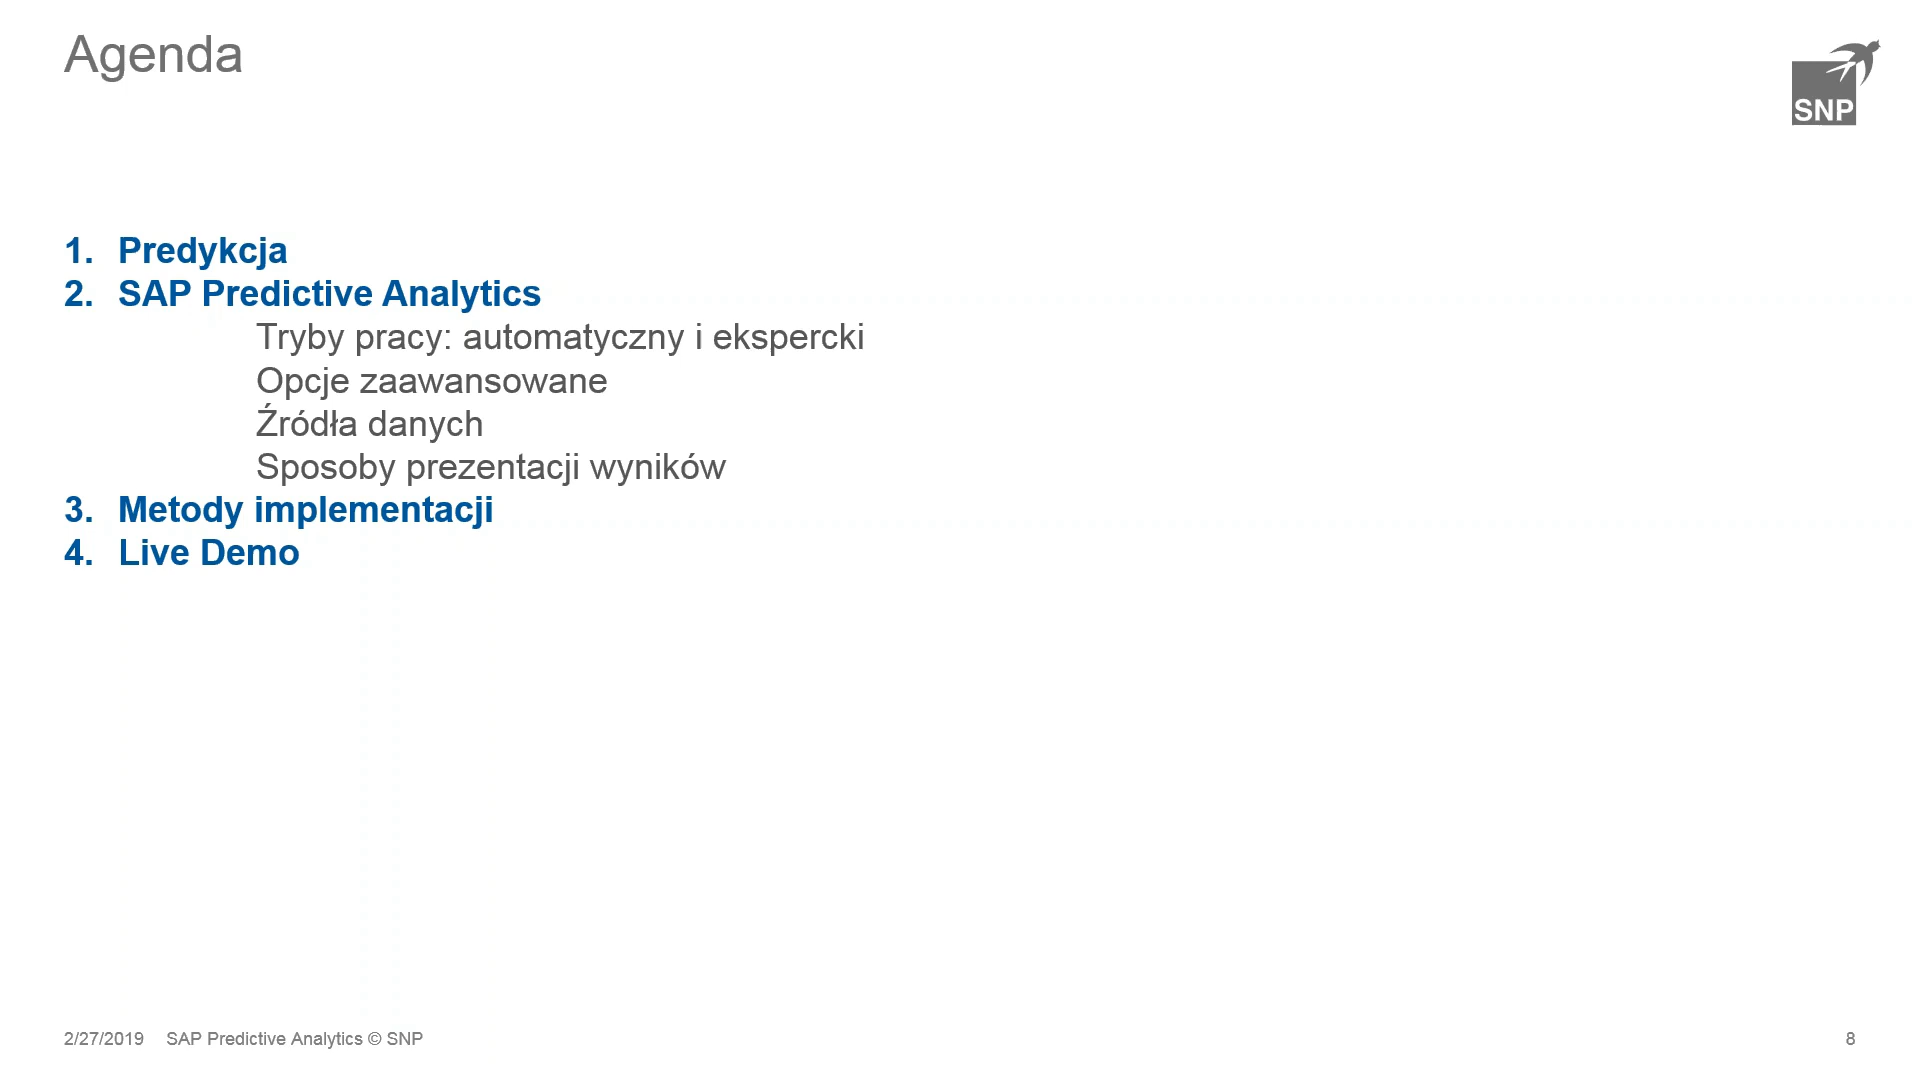 Agenda
SNP
1. Predykcja
2. SAP Predictive Analytics
Tryby pracy: automatyczny i ekspercki
Opcje zaawansowane
Źródła danych
Sposoby prezentacji wyników
3. Metody implementacji
4. Live Demo
2/27/2019 SAP Predictive Analytics © SNP 8